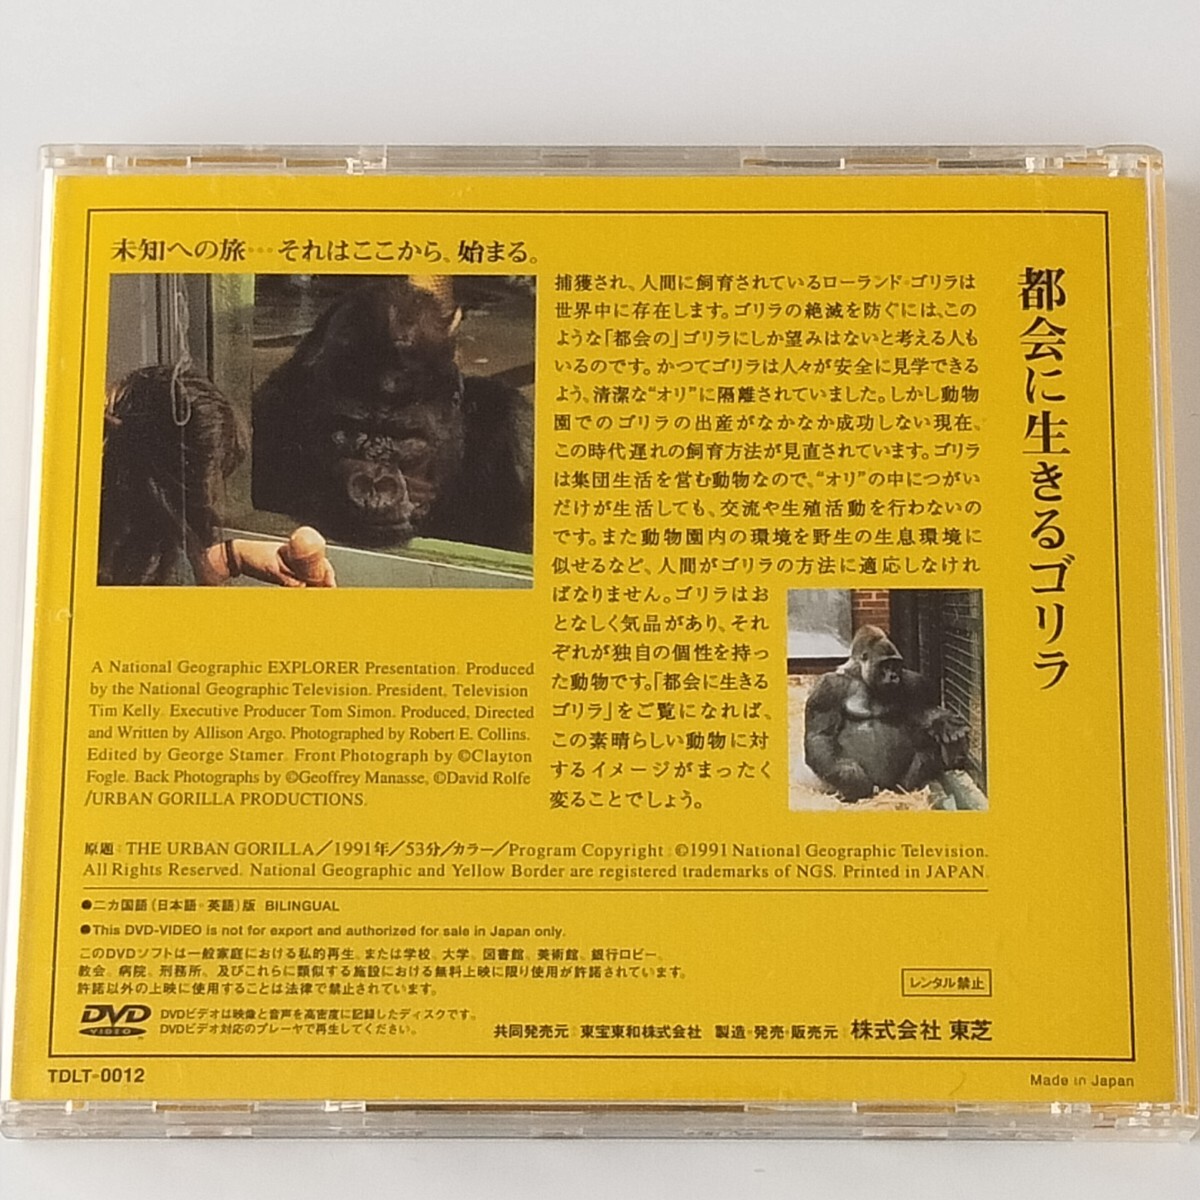 未知への旅…それはここから、始まる。
都会に生きるゴリラ
捕獲され、人間に飼育されているローランド・ゴリラは
世界中に存在します。ゴリラの絶滅を防ぐには、この
ような「都会の」ゴリラにしか望みはないと考える人も
いるのです。かつてゴリラは人々が安全に見学できる
よう、清潔な“オリ”に隔離されていました。しかし動物
園でのゴリラの出産がなかなか成功しない現在、
この時代遅れの飼育方法が見直されています。ゴリラ
は集団生活を営む動物なので、“オリ”の中につがい
だけが生活しても、交流や生殖活動を行わないの
です。また動物園内の環境を野生の生息環境に
似せるなど、人間がゴリラの方法に適応しなけれ
ばなりません。ゴリラはお
となしく気品があり、それ
ぞれが独自の個性を持っ
た動物です。「都会に生きる
ゴリラ」をご覧になれば、
この素晴らしい動物に対
するイメージがまったく
変ることでしょう。
A National Geographic EXPLORER Presentation. Produced
by the National Geographic Television. President, Television
Tim Kelly. Executive Producer Tom Simon. Produced, Directed
and Written by Allison Argo. Photographed by Robert E. Collins.
Edited by George Stamer. Front Photograph by ©Clayton
Fogle. Back Photographs by ©Geoffrey Manasse, ©David Rolfe
/URBAN GORILLA PRODUCTIONS.
原題：THE URBAN GORILLA／1991年／53分／カラー／Program Copyright：©1991 National Geographic Television.
All Rights Reserved. National Geographic and Yellow Border are registered trademarks of NGS. Printed in JAPAN.
●二カ国語（日本語・英語）版 BILINGUAL
●This DVD-VIDEO is not for export and authorized for sale in Japan only.
このDVDソフトは一般家庭における私的再生、または学校、大学、図書館、美術館、銀行ロビー、
教会、病院、刑務所、及びこれらに類似する施設における無料上映に限り使用が許諾されています。
許諾以外の上映に使用することは法律で禁止されています。
レンタル禁止
DVD VIDEO
DVDビデオは映像と音声を高密度に記録したディスクです。
DVDビデオ対応のプレーヤで再生してください。
共同発売元：東宝東和株式会社 製造・発売・販売元：株式会社 東芝
TDLT-0012
Made in Japan